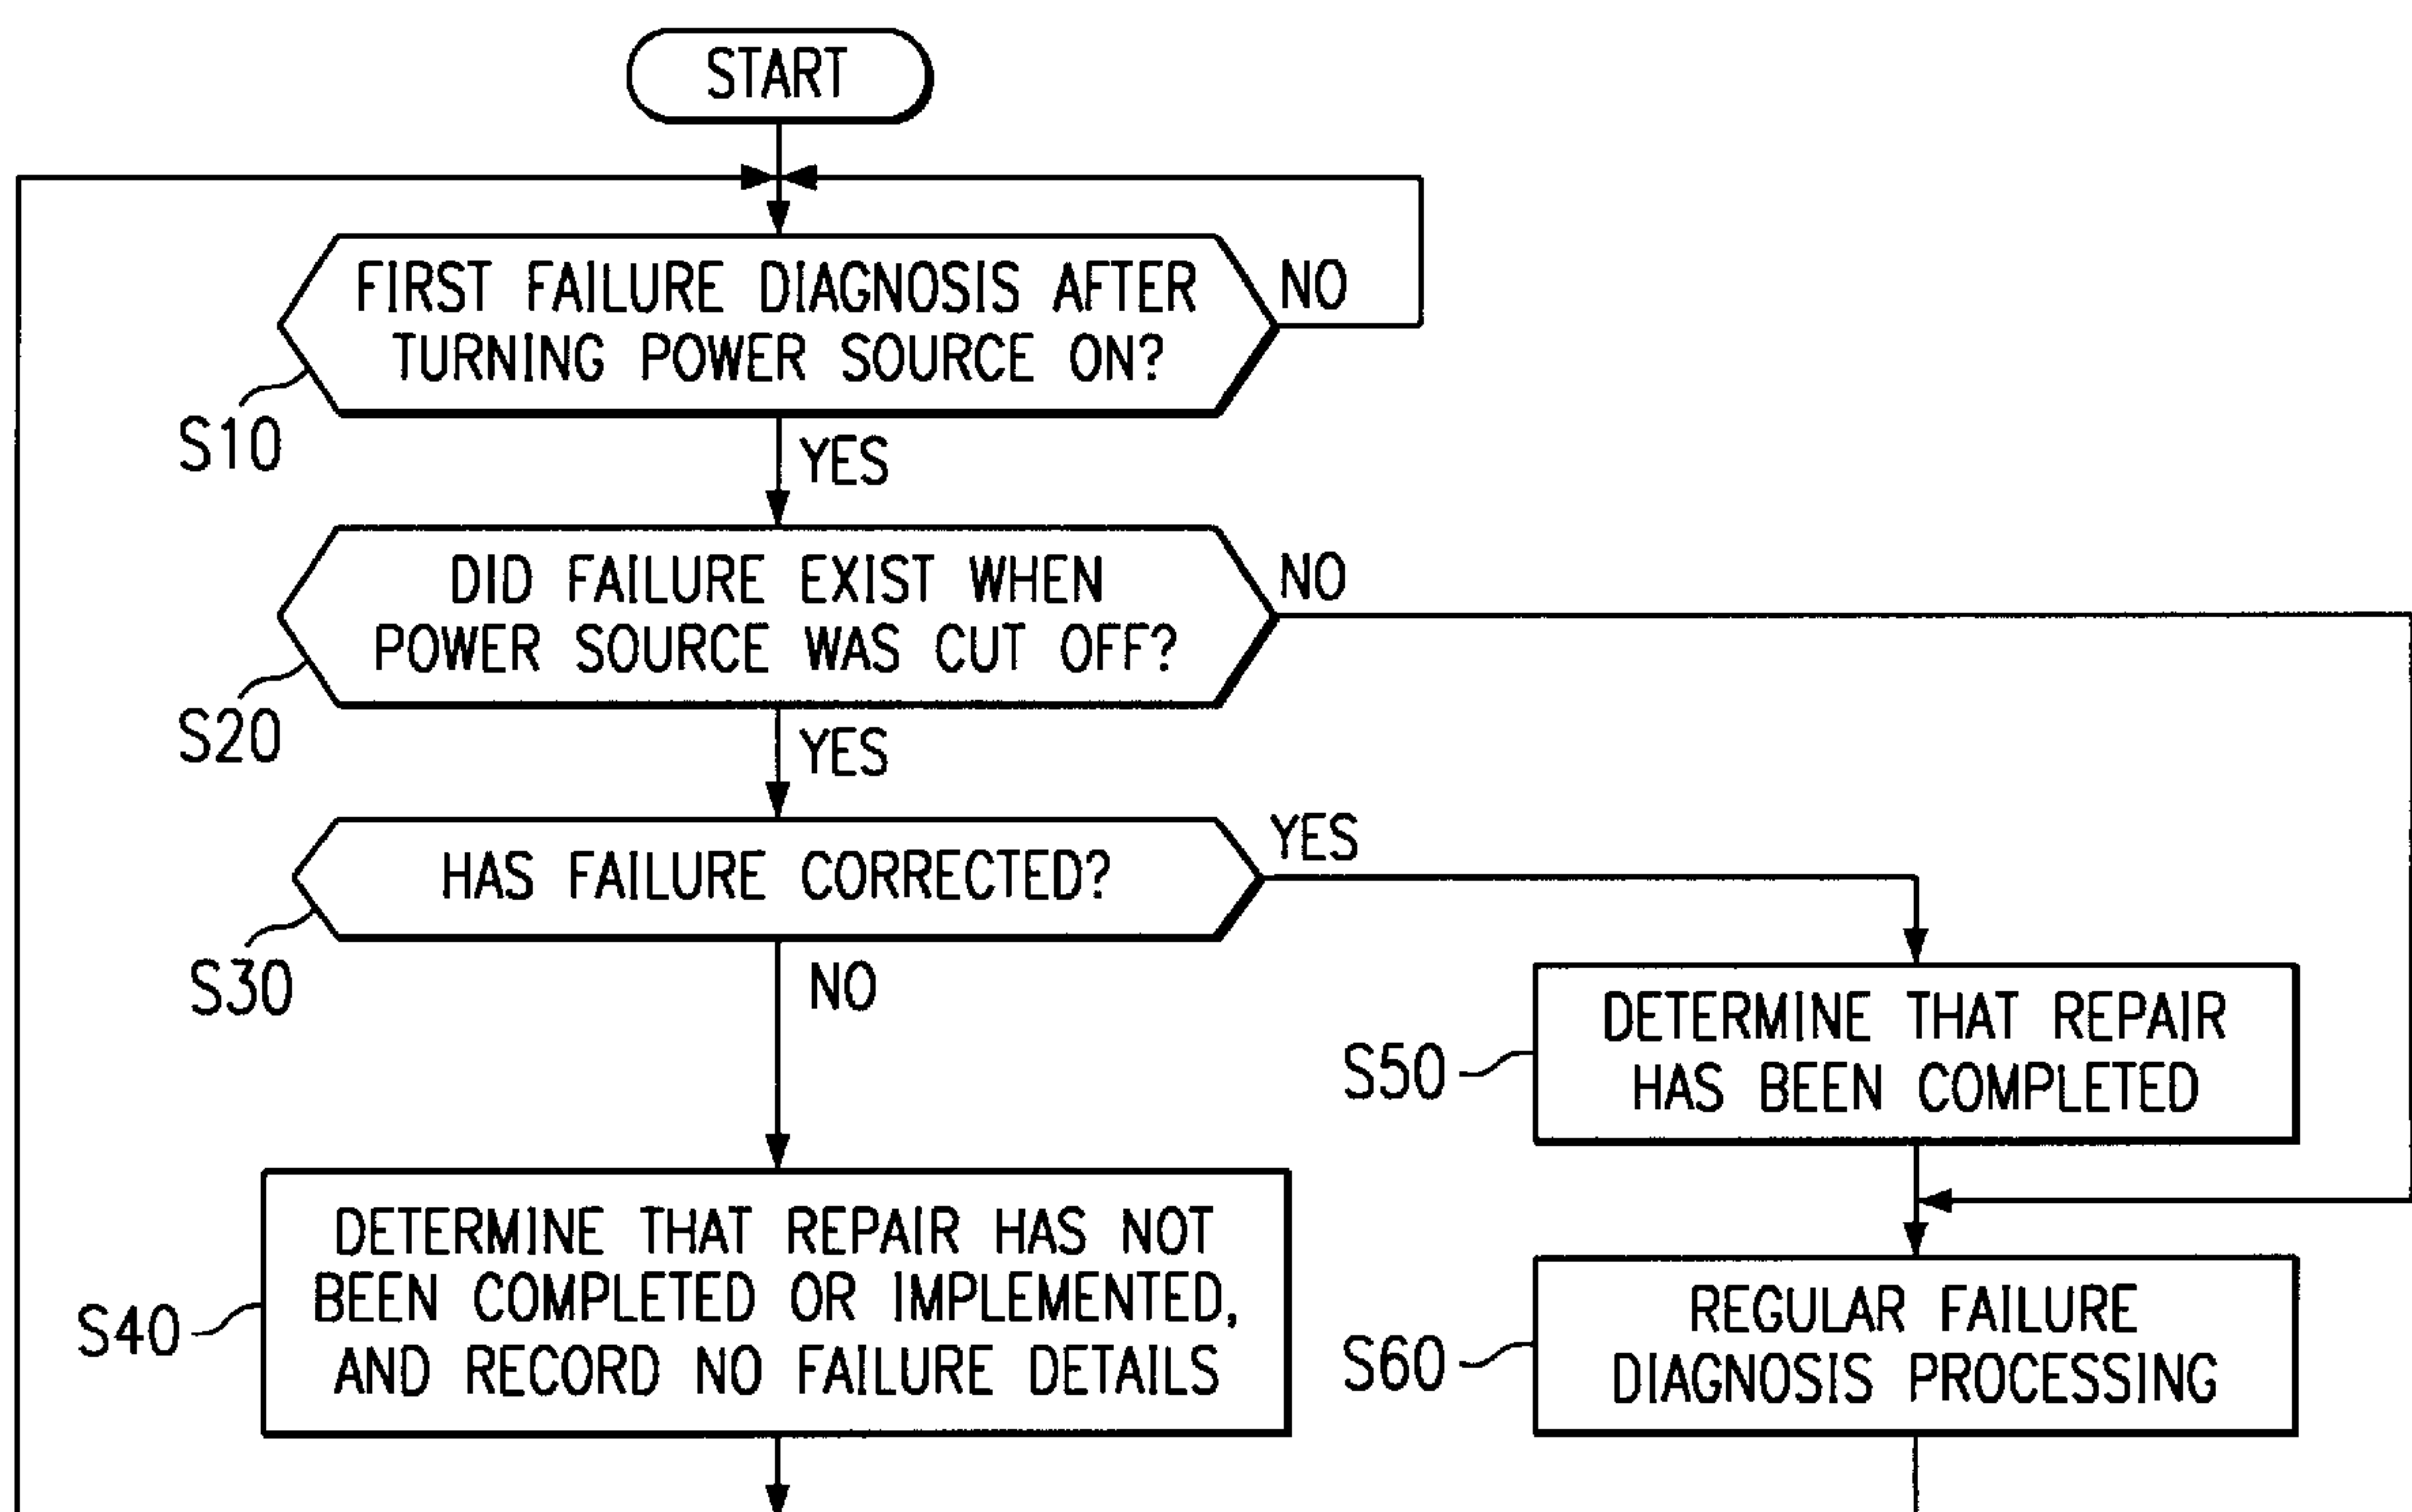 START
FIRST FAILURE DIAGNOSIS AFTER
TURNING POWER SOURCE ON?
NO
S10
YES
DID FAILURE EXIST WHEN
POWER SOURCE WAS CUT OFF?
NO
S20
YES
HAS FAILURE CORRECTED?
YES
S30
NO
DETERMINE THAT REPAIR
HAS BEEN COMPLETED
S50
DETERMINE THAT REPAIR HAS NOT
BEEN COMPLETED OR IMPLEMENTED,
AND RECORD NO FAILURE DETAILS
S40
REGULAR FAILURE
DIAGNOSIS PROCESSING
S60